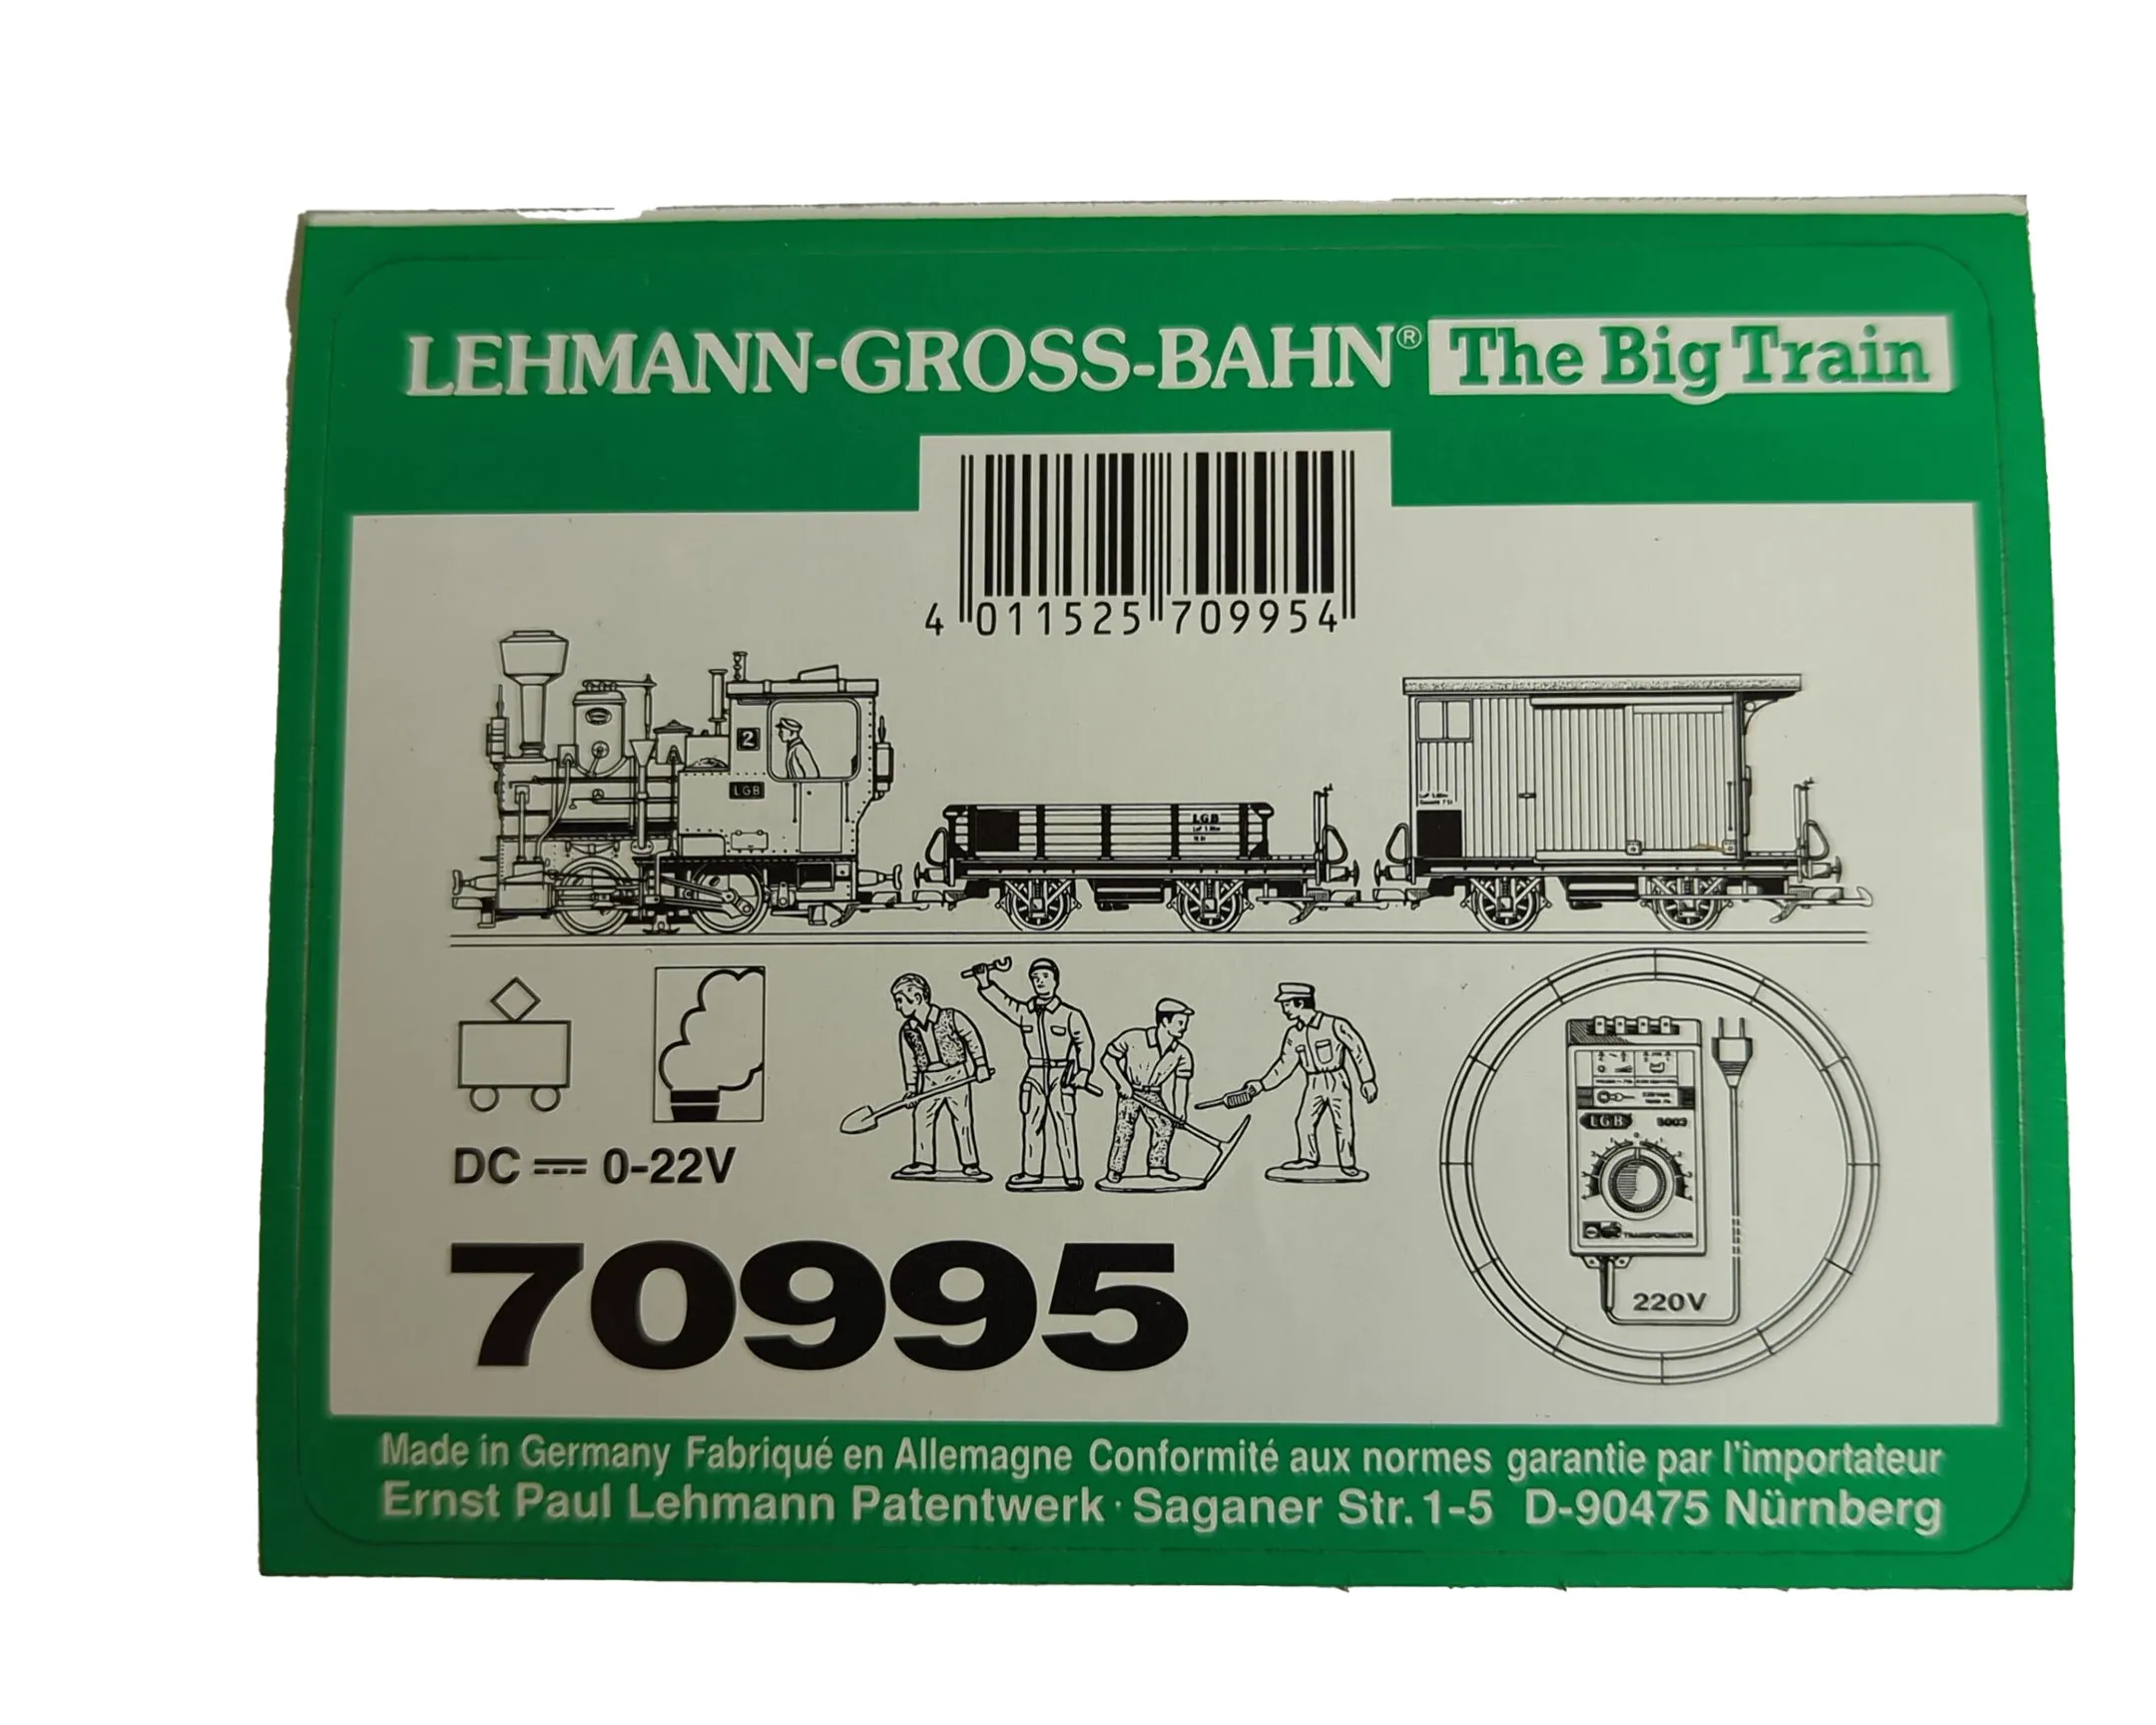 LEHMANN-GROSS-BAHN® The Big Train
4 011525 709954
2
LGB
LGB
LGB 5003
TRANSFORMATOR
220V
DC 0-22V
70995
Made in Germany Fabriqué en Allemagne Conformité aux normes garantie par l'importateur
Ernst Paul Lehmann Patentwerk · Saganer Str. 1-5 D-90475 Nürnberg